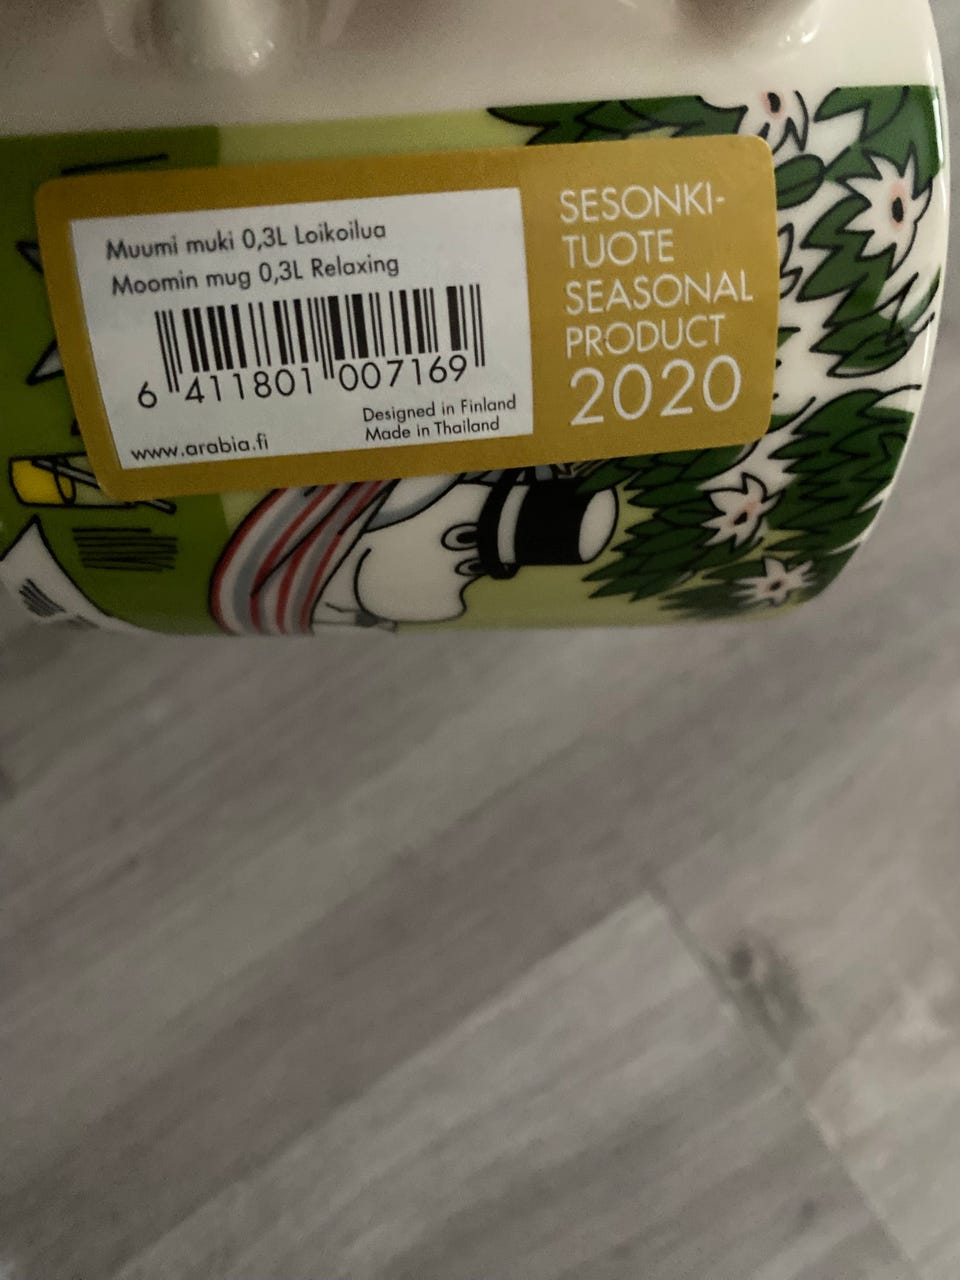 Muumi muki 0,3L Loikoilua
Moomin mug 0,3L Relaxing
6 411801 007169
Designed in Finland
Made in Thailand
www.arabia.fi
SESONKI-
TUOTE
SEASONAL
PRODUCT
2020